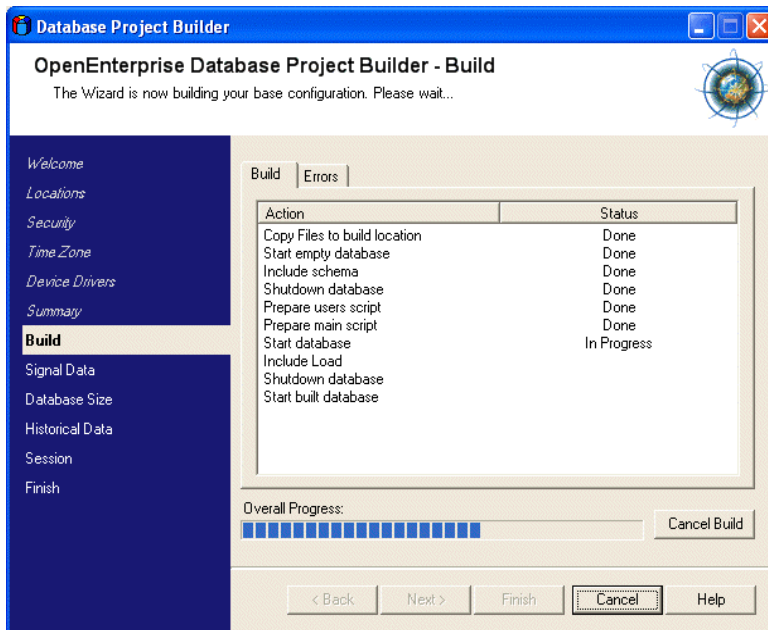 Database Project Builder
OpenEnterprise Database Project Builder - Build
The Wizard is now building your base configuration. Please wait...
Welcome
Locations
Security
Time Zone
Device Drivers
Summary
Build
Signal Data
Database Size
Historical Data
Session
Finish
Build Errors
Action Status
Copy Files to build location Done
Start empty database Done
Include schema Done
Shutdown database Done
Prepare users script Done
Prepare main script Done
Start database In Progress
Include Load
Shutdown database
Start built database
Overall Progress:
Cancel Build
< Back Next > Finish Cancel Help